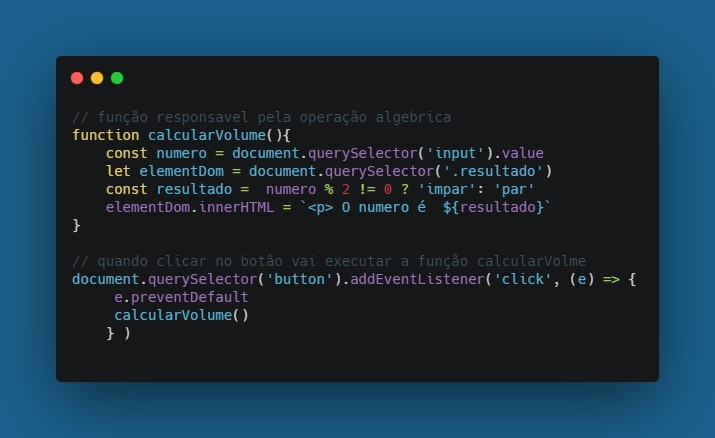 // função responsavel pela operação algebrica
function calcularVolume(){
    const numero = document.querySelector('input').value
    let elementDom = document.querySelector('.resultado')
    const resultado =  numero % 2 != 0 ? 'impar': 'par'
    elementDom.innerHTML = `<p> O numero é  ${resultado}`
}

// quando clicar no botão vai executar a função calcularVolme
document.querySelector('button').addEventListener('click', (e) => {
     e.preventDefault
     calcularVolume()
    } )